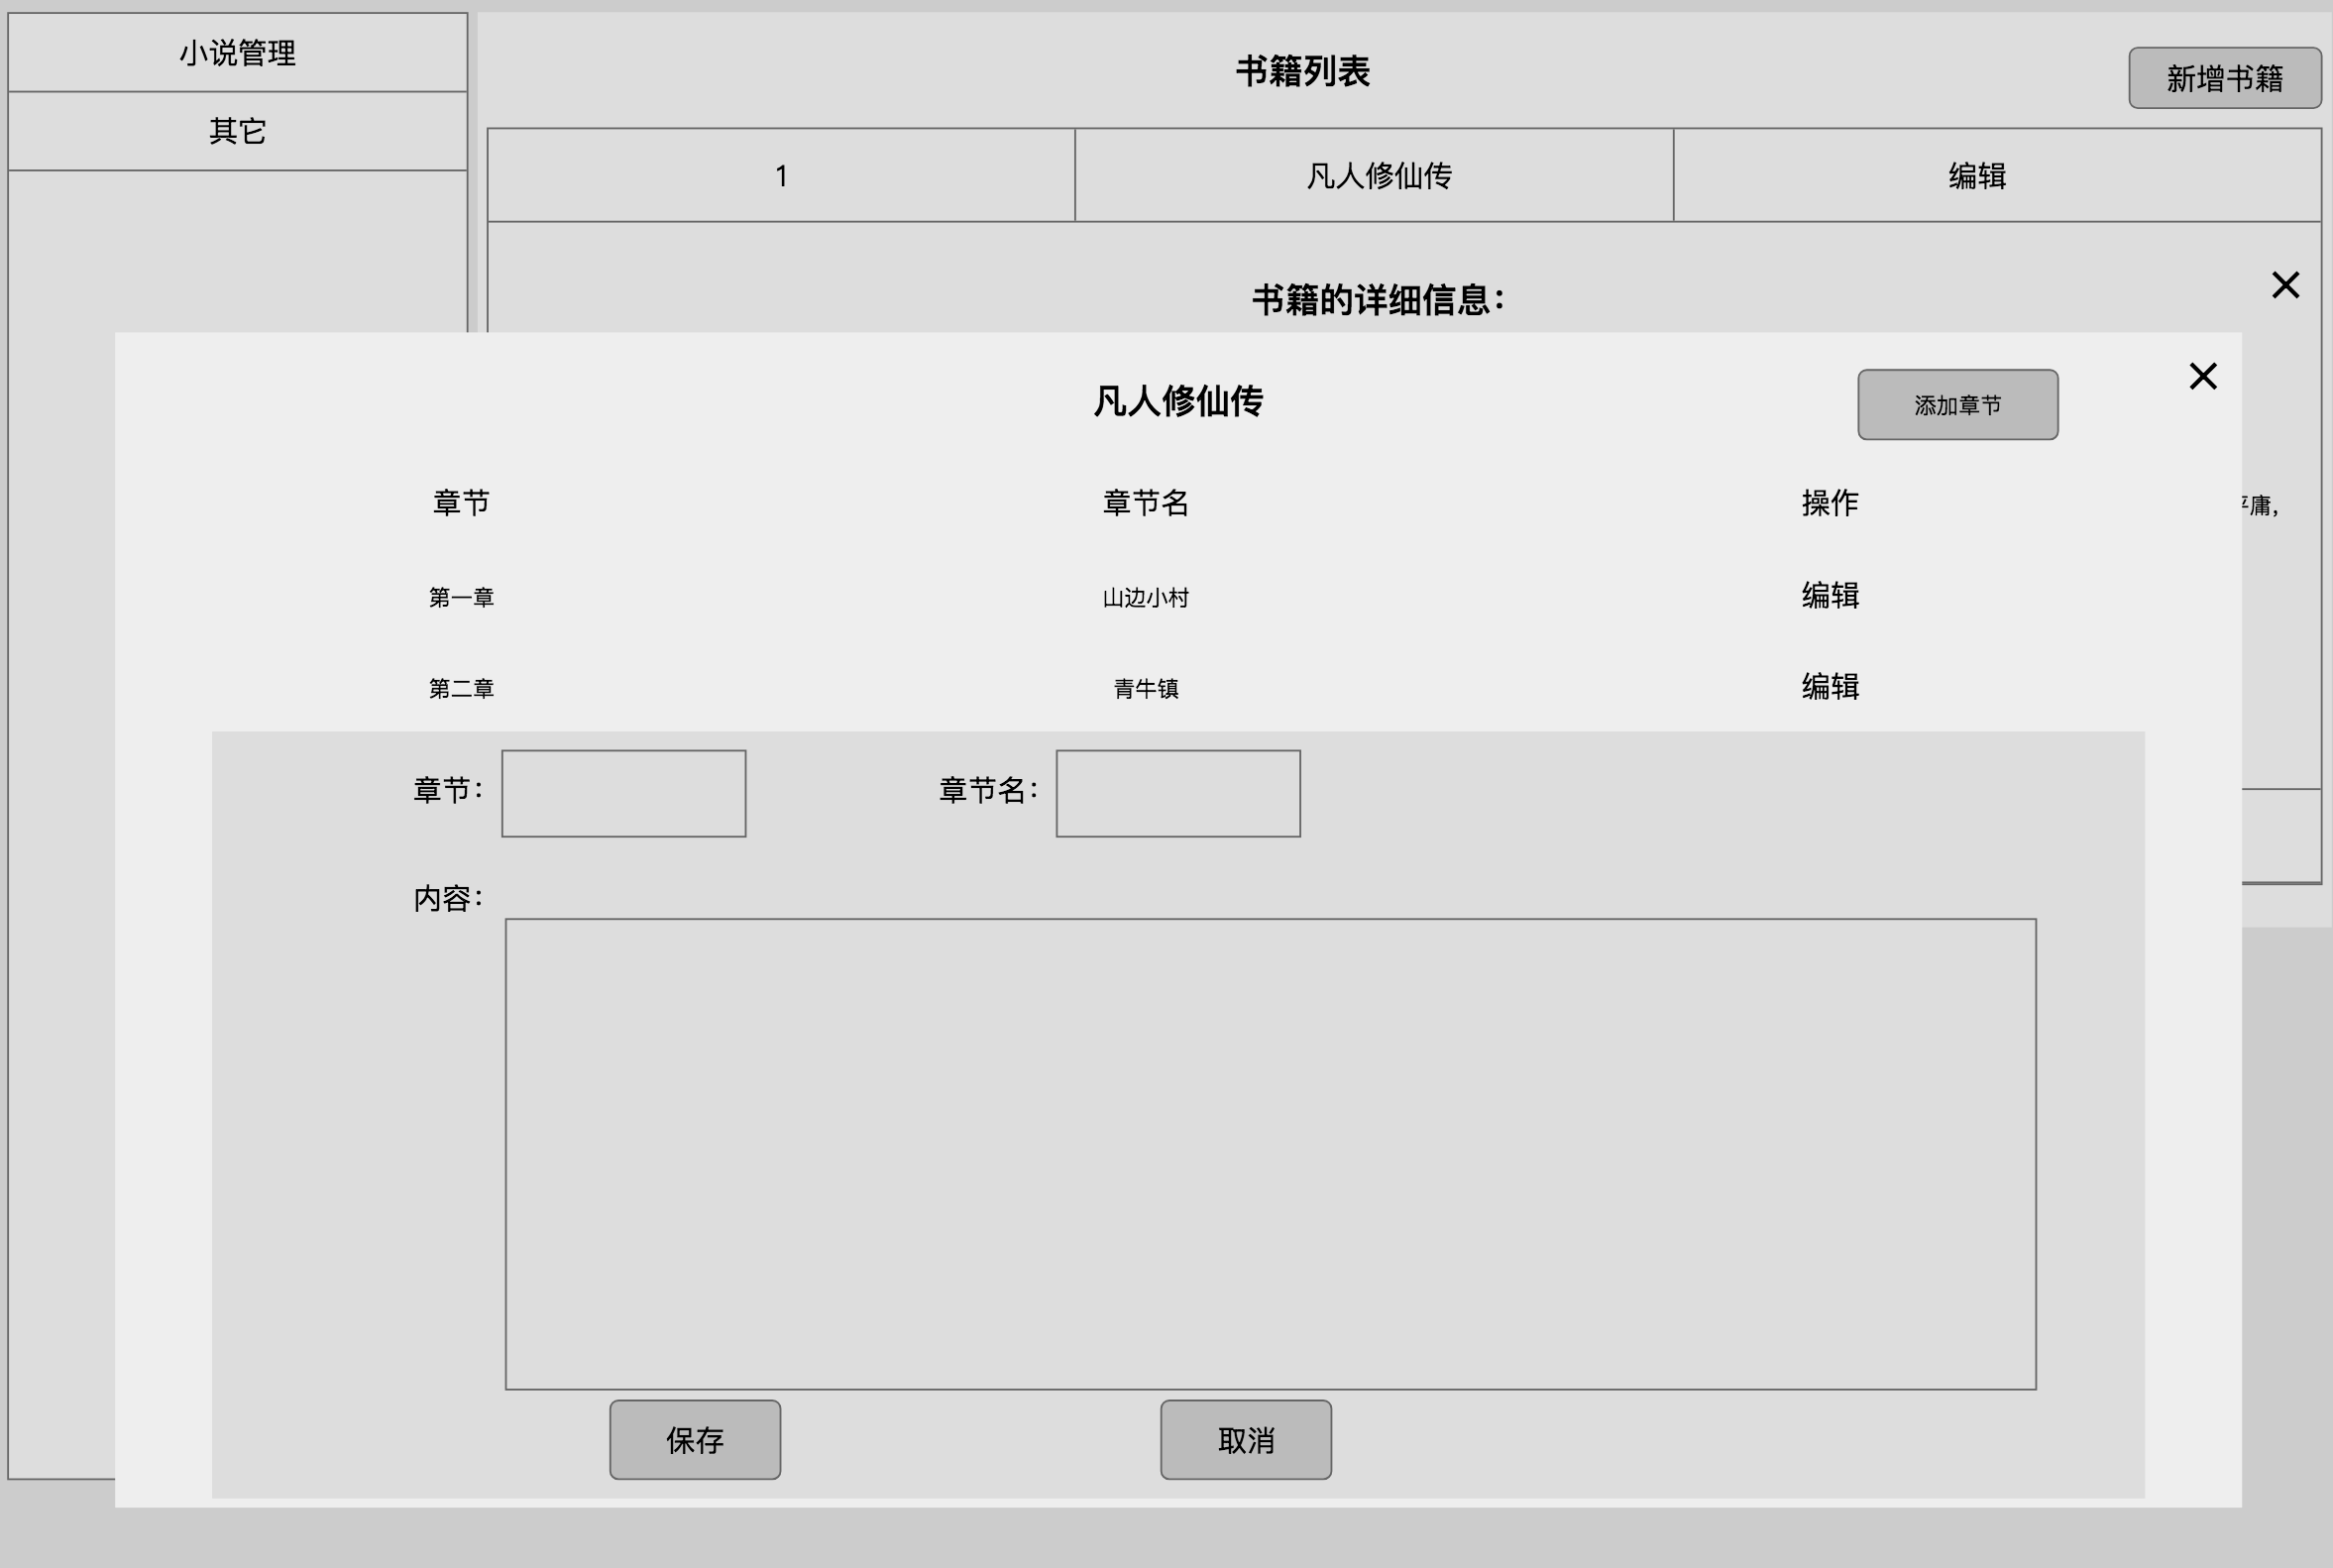 小说管理
其它
书籍列表
新增书籍
1 凡人修仙传 编辑
书籍的详细信息：
凡人修仙传
添加章节
章节 章节名 操作
庸，
第一章 山边小村 编辑
第二章 青牛镇 编辑
章节： 章节名：
内容：
保存 取消